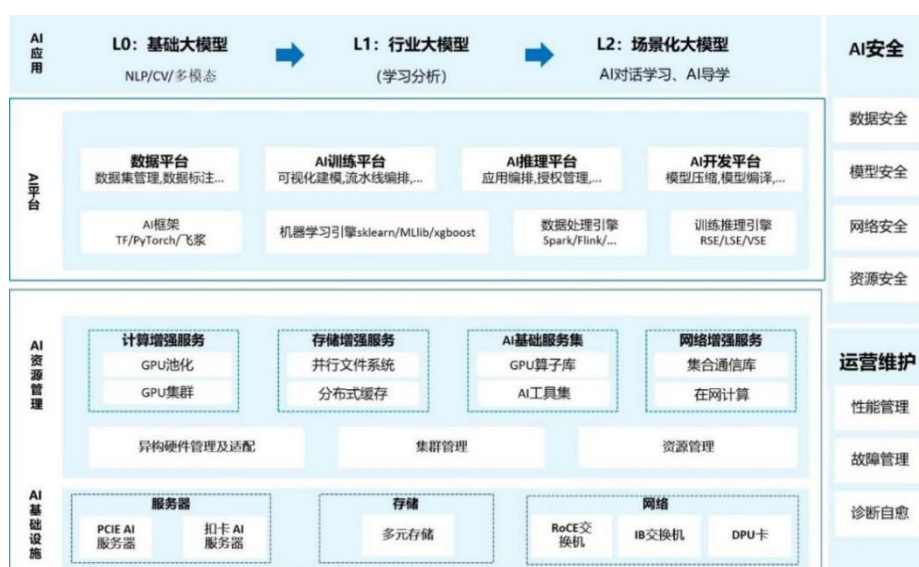 AI应用
L0：基础大模型
NLP/CV/多模态
L1：行业大模型
(学习分析)
L2：场景化大模型
AI对话学习、AI导学
AI平台
数据平台
数据集管理,数据标注...
AI训练平台
可视化建模,流水线编排,...
AI推理平台
应用编排,授权管理,...
AI开发平台
模型压缩,模型编译,...
AI框架
TF/PyTorch/飞浆
机器学习引擎sklearn/MLlib/xgboost
数据处理引擎
Spark/Flink/...
训练推理引擎
RSE/LSE/VSE
AI资源管理
计算增强服务
GPU池化
GPU集群
存储增强服务
并行文件系统
分布式缓存
AI基础服务集
GPU算子库
AI工具集
网络增强服务
集合通信库
在网计算
异构硬件管理及适配
集群管理
资源管理
AI基础设施
服务器
PCIE AI
服务器
扣卡 AI
服务器
存储
多元存储
网络
RoCE交
换机
IB交换机
DPU卡
AI安全
数据安全
模型安全
网络安全
资源安全
运营维护
性能管理
故障管理
诊断自愈